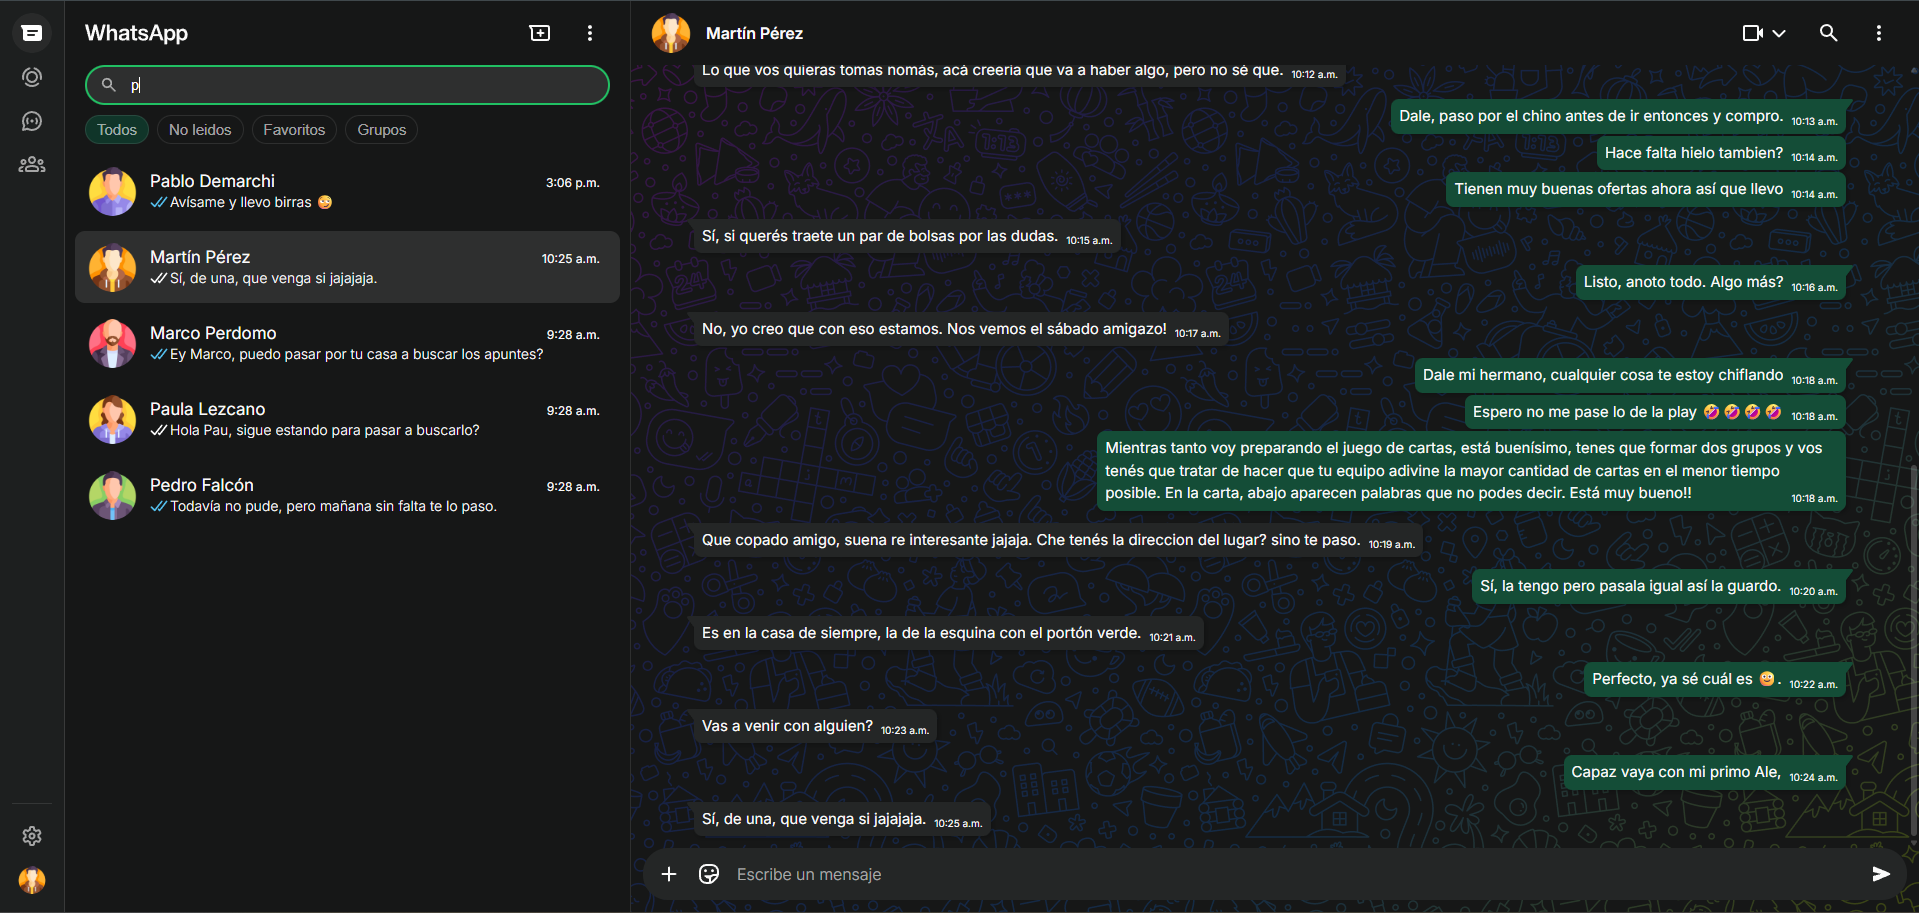 WhatsApp
p
Todos
No leidos
Favoritos
Grupos
Pablo Demarchi
3:06 p.m.
Avísame y llevo birras 🤪
Martín Pérez
10:25 a.m.
Sí, de una, que venga si jajajaja.
Marco Perdomo
9:28 a.m.
Ey Marco, puedo pasar por tu casa a buscar los apuntes?
Paula Lezcano
9:28 a.m.
Hola Pau, sigue estando para pasar a buscarlo?
Pedro Falcón
9:28 a.m.
Todavía no pude, pero mañana sin falta te lo paso.
Martín Pérez
Lo que vos quieras tomas nomás, acá creería que va a haber algo, pero no sé que. 10:12 a.m.
Dale, paso por el chino antes de ir entonces y compro. 10:13 a.m.
Hace falta hielo tambien? 10:14 a.m.
Tienen muy buenas ofertas ahora así que llevo 10:14 a.m.
Sí, si querés traete un par de bolsas por las dudas. 10:15 a.m.
Listo, anoto todo. Algo más? 10:16 a.m.
No, yo creo que con eso estamos. Nos vemos el sábado amigazo! 10:17 a.m.
Dale mi hermano, cualquier cosa te estoy chiflando 10:18 a.m.
Espero no me pase lo de la play 🤣🤣🤣🤣 10:18 a.m.
Mientras tanto voy preparando el juego de cartas, está buenísimo, tenes que formar dos grupos y vos
tenés que tratar de hacer que tu equipo adivine la mayor cantidad de cartas en el menor tiempo
posible. En la carta, abajo aparecen palabras que no podes decir. Está muy bueno!! 10:18 a.m.
Que copado amigo, suena re interesante jajaja. Che tenés la direccion del lugar? sino te paso. 10:19 a.m.
Sí, la tengo pero pasala igual así la guardo. 10:20 a.m.
Es en la casa de siempre, la de la esquina con el portón verde. 10:21 a.m.
Perfecto, ya sé cuál es 😀. 10:22 a.m.
Vas a venir con alguien? 10:23 a.m.
Capaz vaya con mi primo Ale, 10:24 a.m.
Sí, de una, que venga si jajajaja. 10:25 a.m.
Escribe un mensaje